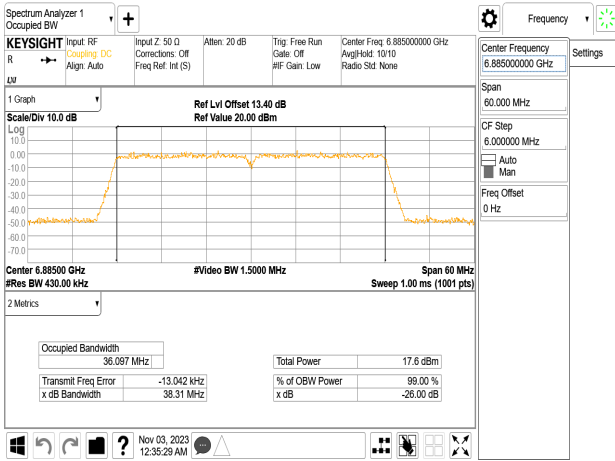 Spectrum Analyzer 1
Occupied BW
KEYSIGHT
R
Input: RF
Coupling: DC
Align: Auto
Input Z: 50 Ω
Corrections: Off
Freq Ref: Int (S)
Atten: 20 dB
Trig: Free Run
Gate: Off
#IF Gain: Low
Center Freq: 6.885000000 GHz
Avg|Hold: 10/10
Radio Std: None
1 Graph
Scale/Div 10.0 dB
Ref Lvl Offset 13.40 dB
Ref Value 20.00 dBm
Log
10.0
0.00
-10.0
-20.0
-30.0
-40.0
-50.0
-60.0
-70.0
Center 6.88500 GHz
#Video BW 1.5000 MHz
Span 60 MHz
#Res BW 430.00 kHz
Sweep 1.00 ms (1001 pts)
2 Metrics
Occupied Bandwidth
36.097 MHz
Total Power 17.6 dBm
Transmit Freq Error -13.042 kHz
% of OBW Power 99.00 %
x dB Bandwidth 38.31 MHz
x dB -26.00 dB
Nov 03, 2023
12:35:29 AM
Frequency
Settings
Center Frequency
6.885000000 GHz
Span
60.000 MHz
CF Step
6.000000 MHz
Auto
Man
Freq Offset
0 Hz